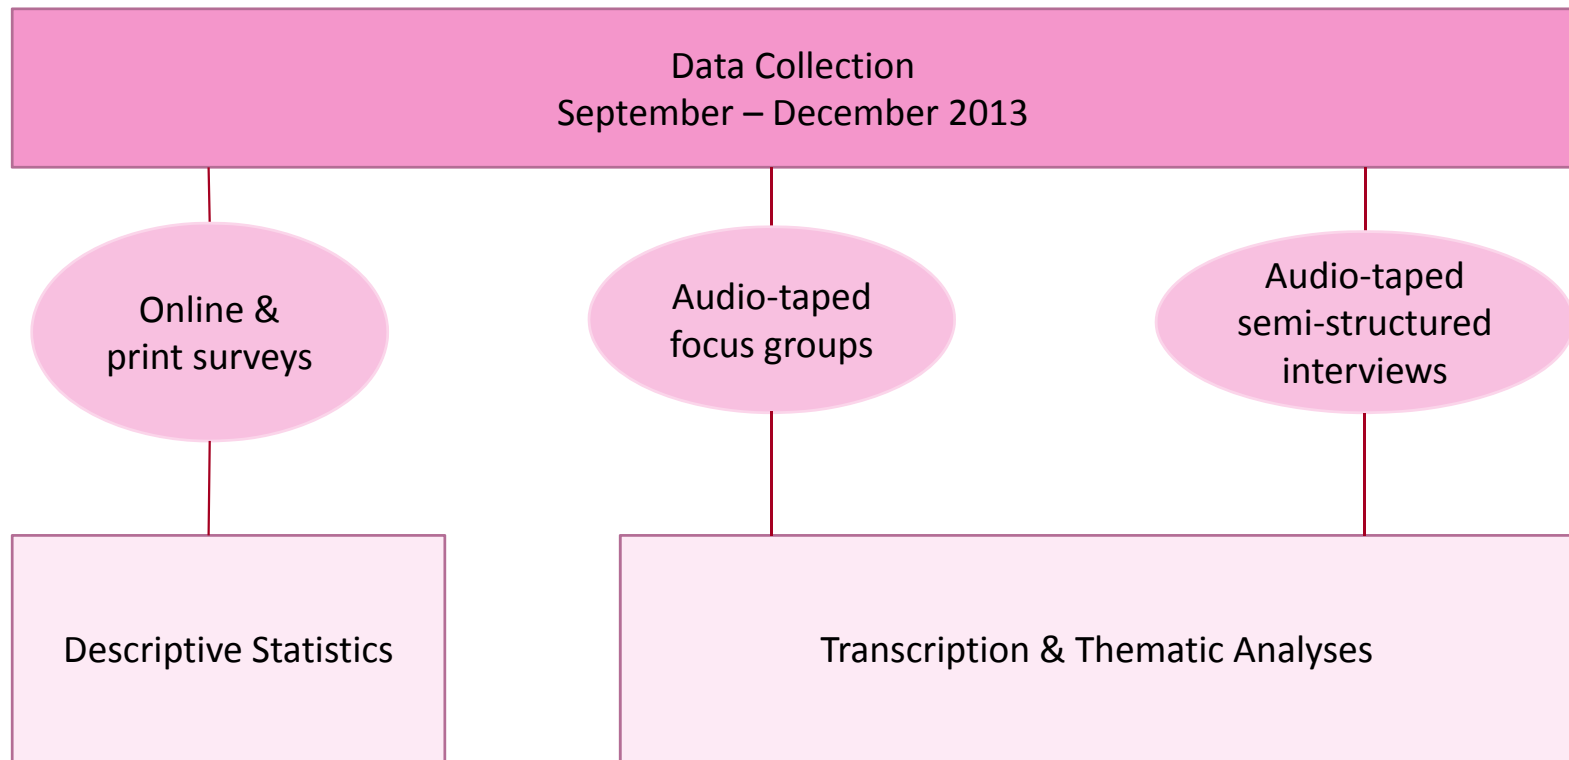 Data Collection
September – December 2013
Online &
print surveys
Audio-taped
focus groups
Audio-taped
semi-structured
interviews
Descriptive Statistics
Transcription & Thematic Analyses